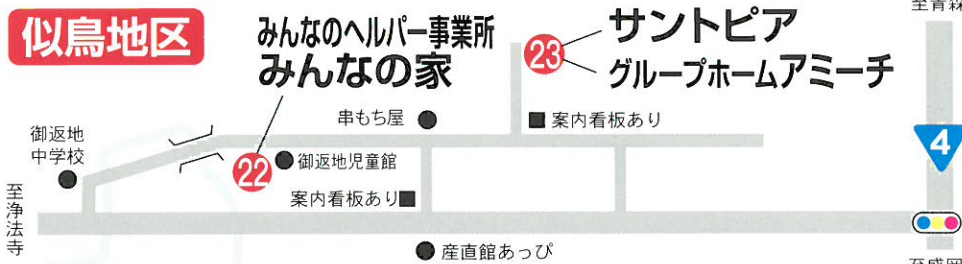 似鳥地区
みんなのヘルパー事業所
みんなの家
23
サントピア
グループホームアミーチ
至青森
串もち屋
案内看板あり
御返地
中学校
22
御返地児童館
4
案内看板あり
至浄法寺
産直館あっぴ
至盛岡